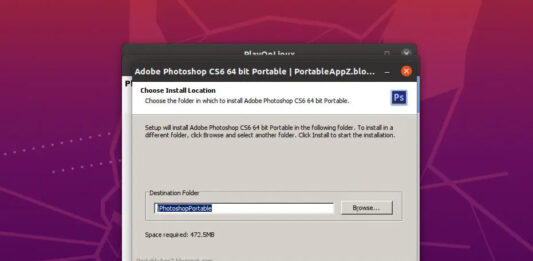 PlayOnLinux
Adobe Photoshop CS6 64 bit Portable | PortableAppZ.blo...
Choose Install Location
Choose the folder in which to install Adobe Photoshop CS6 64 bit Portable.
Ps
Setup will install Adobe Photoshop CS6 64 bit Portable in the following folder. To install in a
different folder, click Browse and select another folder. Click Install to start the installation.
Destination Folder
\PhotoshopPortable
Browse...
Space required: 472.5MB